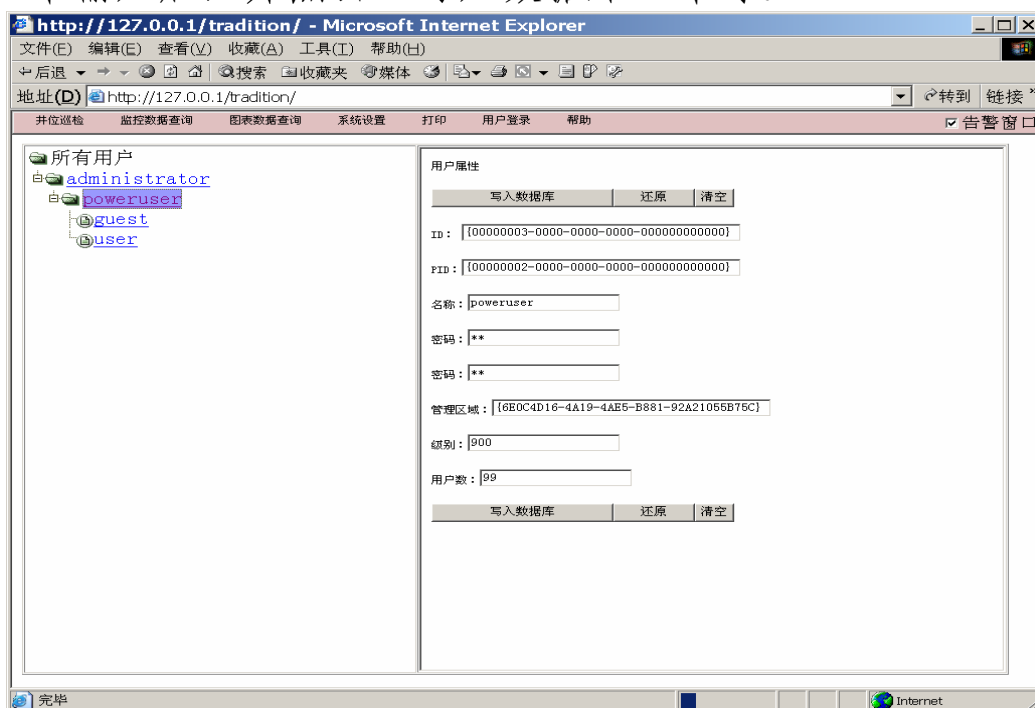 http://127.0.0.1/tradition/ - Microsoft Internet Explorer
文件(F) 编辑(E) 查看(V) 收藏(A) 工具(T) 帮助(H)
后退 搜索 收藏夹 媒体
地址(D) http://127.0.0.1/tradition/ 转到 链接 »
井位巡检 监控数据查询 图表数据查询 系统设置 打印 用户登录 帮助 告警窗口
所有用户
administrator
poweruser
guest
user
用户属性
写入数据库 还原 清空
ID: {00000003-0000-0000-0000-000000000000}
PID: {00000002-0000-0000-0000-000000000000}
名称: poweruser
密码: **
密码: **
管理区域: {6E0C4D16-4A19-4AE5-B881-92A21055B75C}
级别: 900
用户数: 99
写入数据库 还原 清空
完毕 Internet